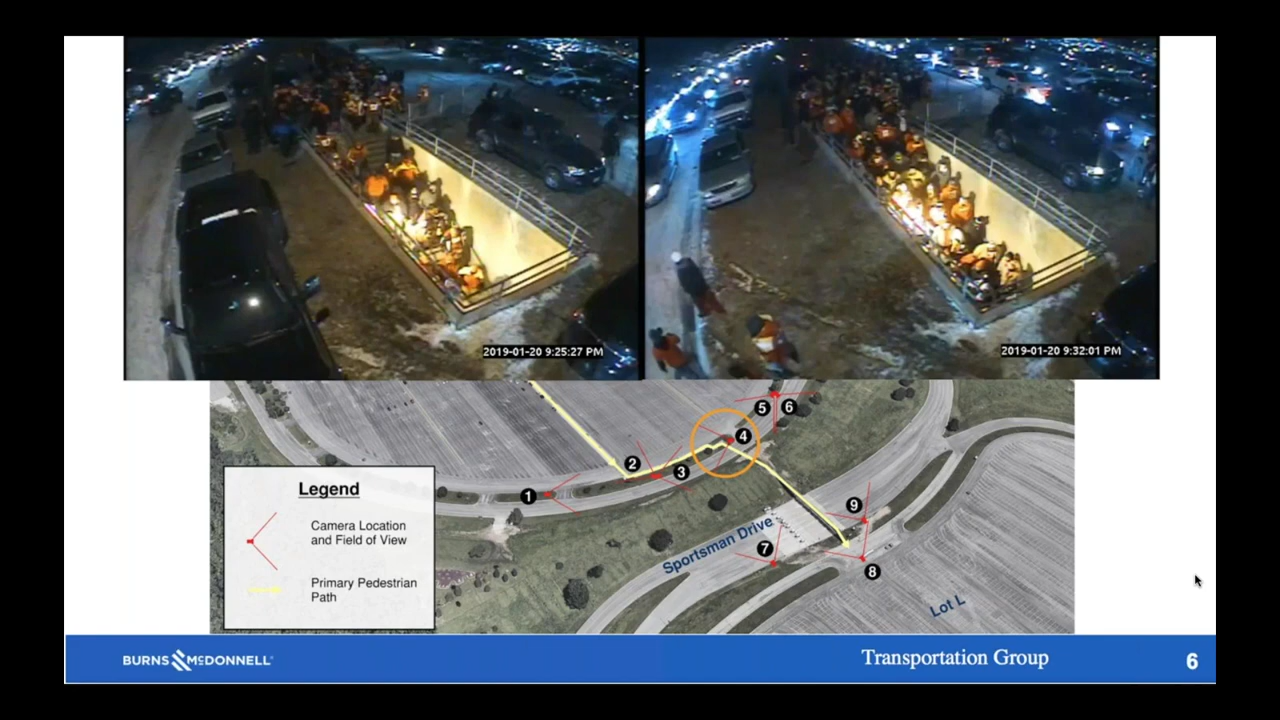 2019-01-20 9:25:27 PM
2019-01-20 9:32:01 PM
5
6
4
2
3
1
9
7
8
Sportsman Drive
Lot L
Legend
Camera Location
and Field of View
Primary Pedestrian
Path
BURNS McDONNELL
Transportation Group
6